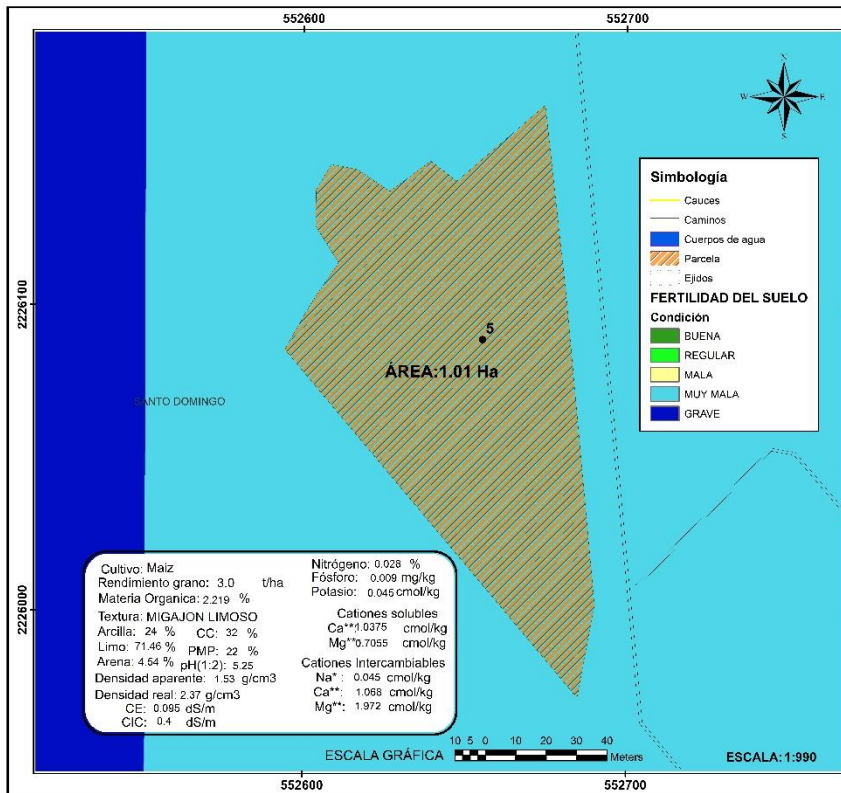 552600
552700
N
W
E
S
Simbología
Cauces
Caminos
Cuerpos de agua
Parcela
Ejidos
FERTILIDAD DEL SUELO
Condición
BUENA
REGULAR
MALA
MUY MALA
GRAVE
2226100
2226100
5
ÁREA:1.01 Ha
SANTO DOMINGO
2226000
2226000
Cultivo: Maiz
Rendimiento grano: 3.0 t/ha
Materia Organica: 2.219 %
Textura: MIGAJON LIMOSO
Arcilla: 24 % CC: 32 %
Limo: 71.46 % PMP: 22 %
Arena: 4.54 % pH(1:2): 5.25
Densidad aparente: 1.53 g/cm3
Densidad real: 2.37 g/cm3
CE: 0.095 dS/m
CIC: 0.4 dS/m
Nitrógeno: 0.028 %
Fósforo: 0.009 mg/kg
Potasio: 0.045 cmol/kg
Cationes solubles
Ca**:1.0375 cmol/kg
Mg**:0.7055 cmol/kg
Cationes Intercambiables
Na*: 0.045 cmol/kg
Ca**: 1.068 cmol/kg
Mg**: 1.972 cmol/kg
ESCALA GRÁFICA
10 5 0 10 20 30 40
Meters
ESCALA: 1:990
552600
552700